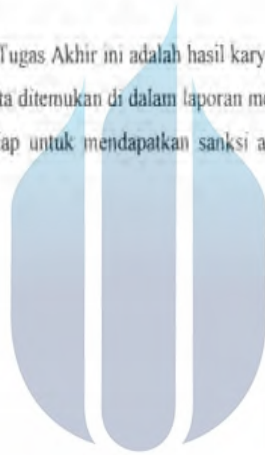 Tugas Akhir ini adalah hasil kary
ta ditemukan di dalam laporan
ap untuk mendapatkan sanksi a